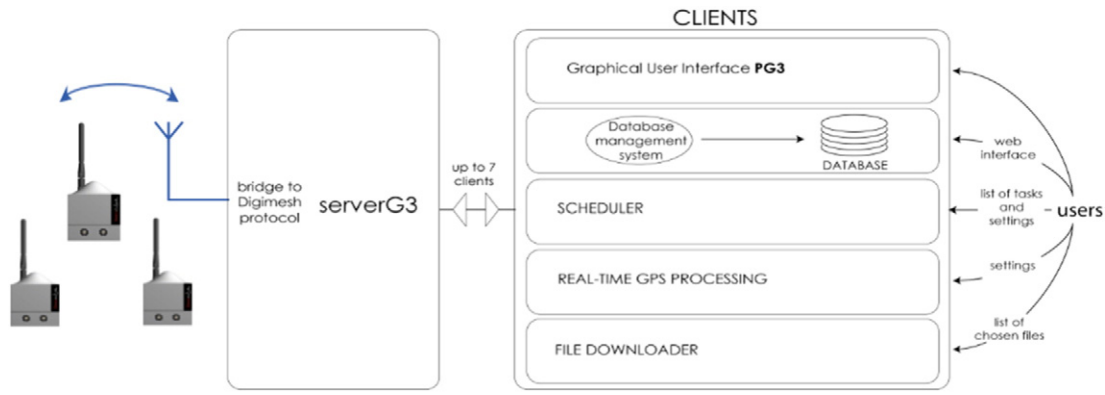 CLIENTS
Graphical User Interface PG3
Database
management
system
DATABASE
web
interface
up to 7
clients
bridge to
Digimesh
protocol
serverG3
SCHEDULER
list of tasks
and
settings
users
REAL-TIME GPS PROCESSING
settings
FILE DOWNLOADER
list of
chosen files